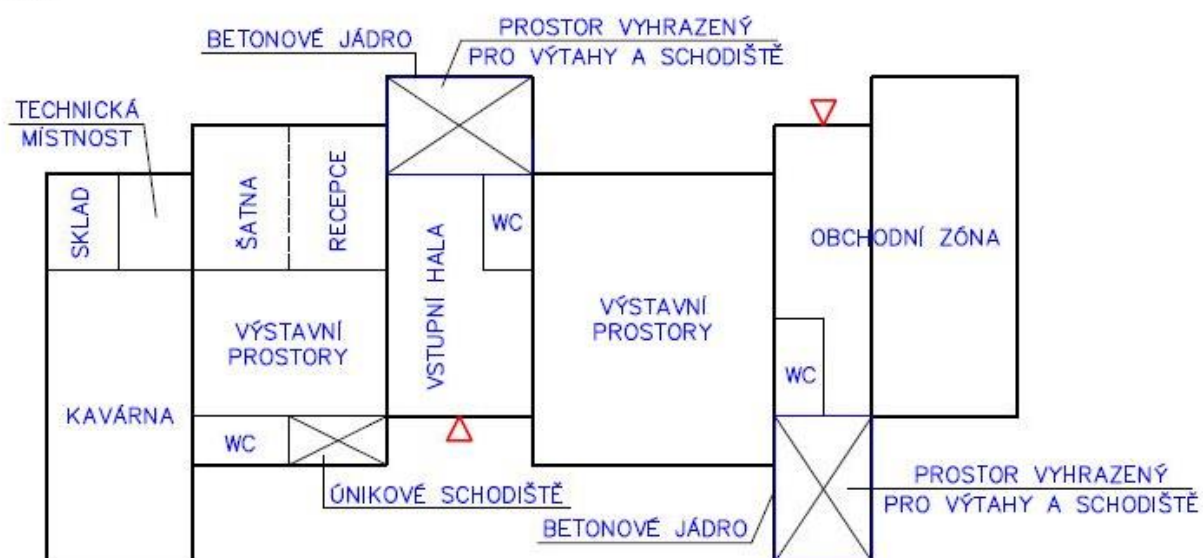 PROSTOR VYHRAZENÝ
PRO VÝTAHY A SCHODIŠTĚ
BETONOVÉ JÁDRO
TECHNICKÁ
MÍSTNOST
SKLAD
ŠATNA
RECEPCE
VSTUPNÍ HALA
WC
OBCHODNÍ ZÓNA
VÝSTAVNÍ
PROSTORY
VÝSTAVNÍ
PROSTORY
WC
KAVÁRNA
WC
ÚNIKOVÉ SCHODIŠTĚ
BETONOVÉ JÁDRO
PROSTOR VYHRAZENÝ
PRO VÝTAHY A SCHODIŠTĚ